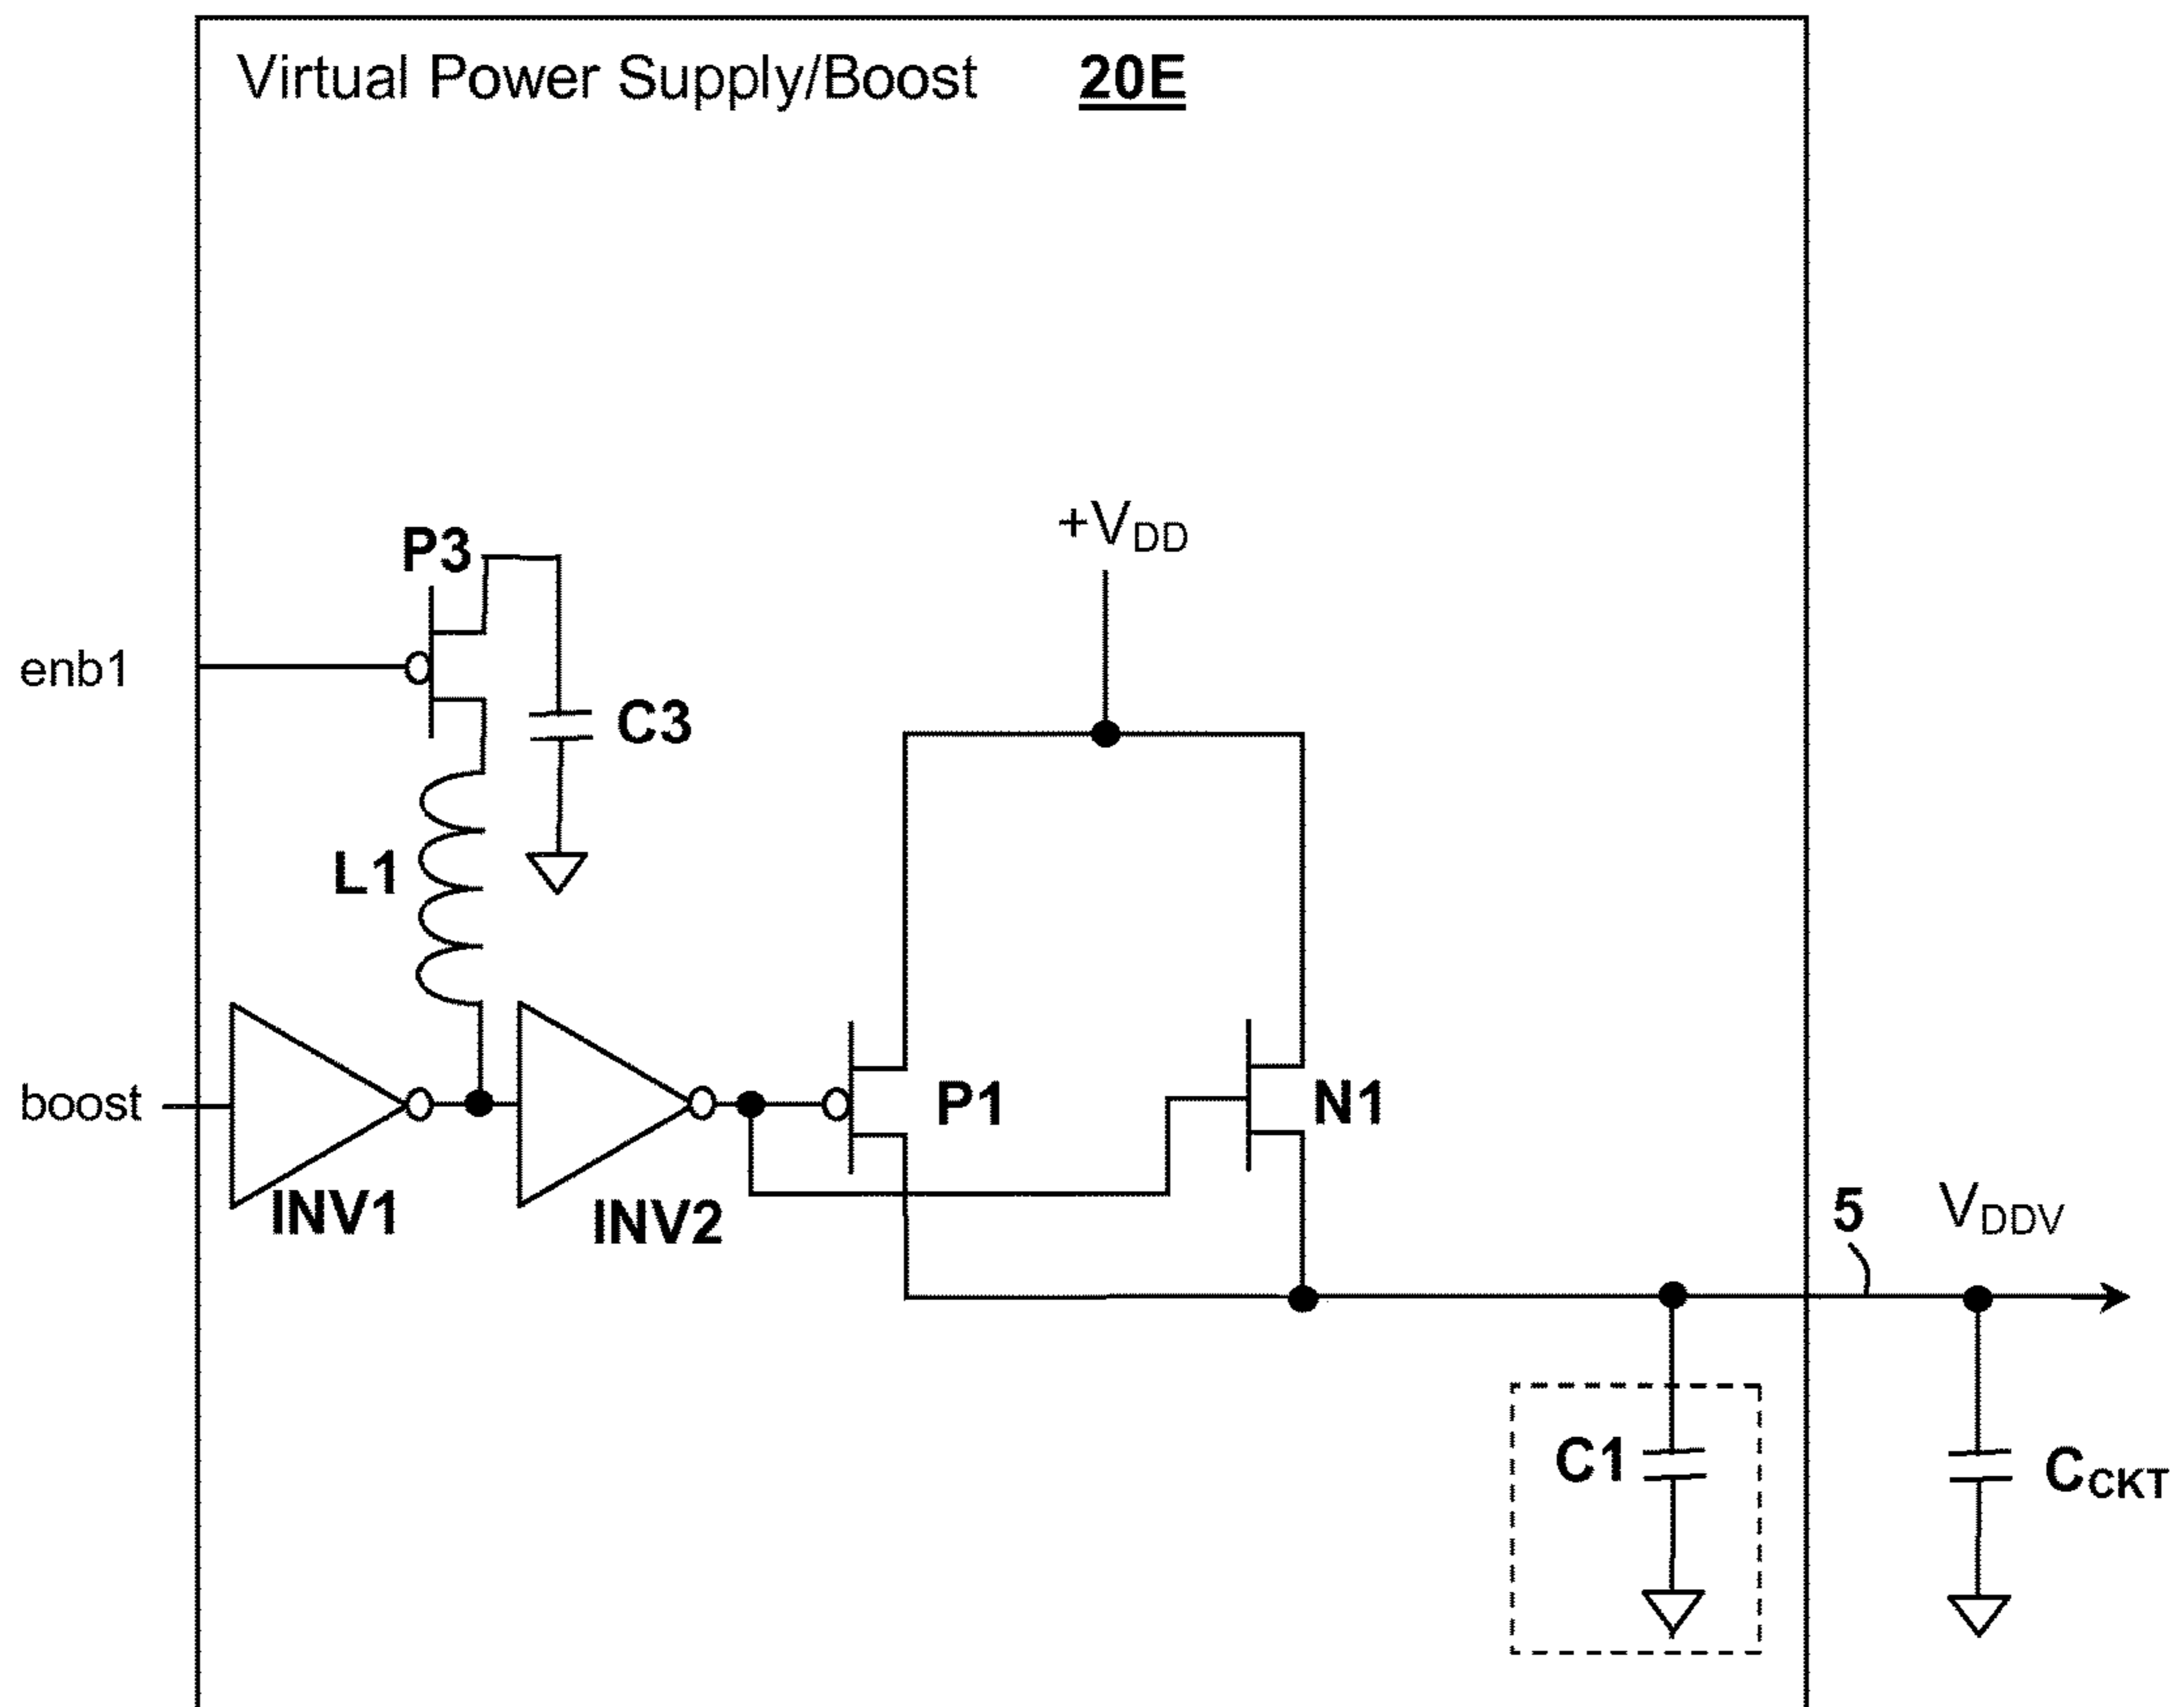 Virtual Power Supply/Boost 20E
+VDD
P3
enb1
C3
L1
boost
P1
N1
INV1
INV2
5
VDDV
C1
CCKT